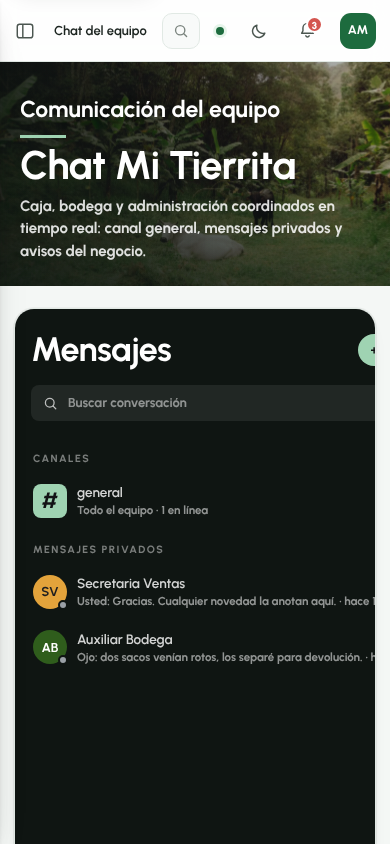 Chat del equipo
3
AM
Comunicación del equipo
Chat Mi Tierrita
Caja, bodega y administración coordinados en
tiempo real: canal general, mensajes privados y
avisos del negocio.
Mensajes
Buscar conversación
CANALES
#
general
Todo el equipo · 1 en línea
MENSAJES PRIVADOS
SV
Secretaria Ventas
Usted: Gracias. Cualquier novedad la anotan aquí. · hace 1
AB
Auxiliar Bodega
Ojo: dos sacos venían rotos, los separé para devolución. · h